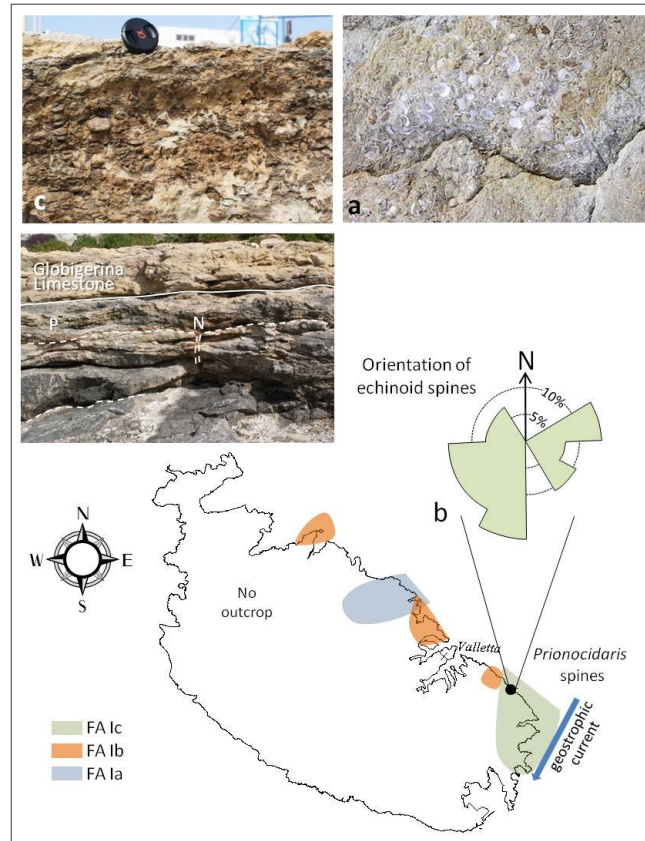 c
a
Globigerina
Limestone
P
N
Orientation of
echinoid spines
N
10%
5%
b
N
W
E
S
No
outcrop
Valletta
Prionocidaris
spines
geostrophic
current
FA Ic
FA Ib
FA Ia